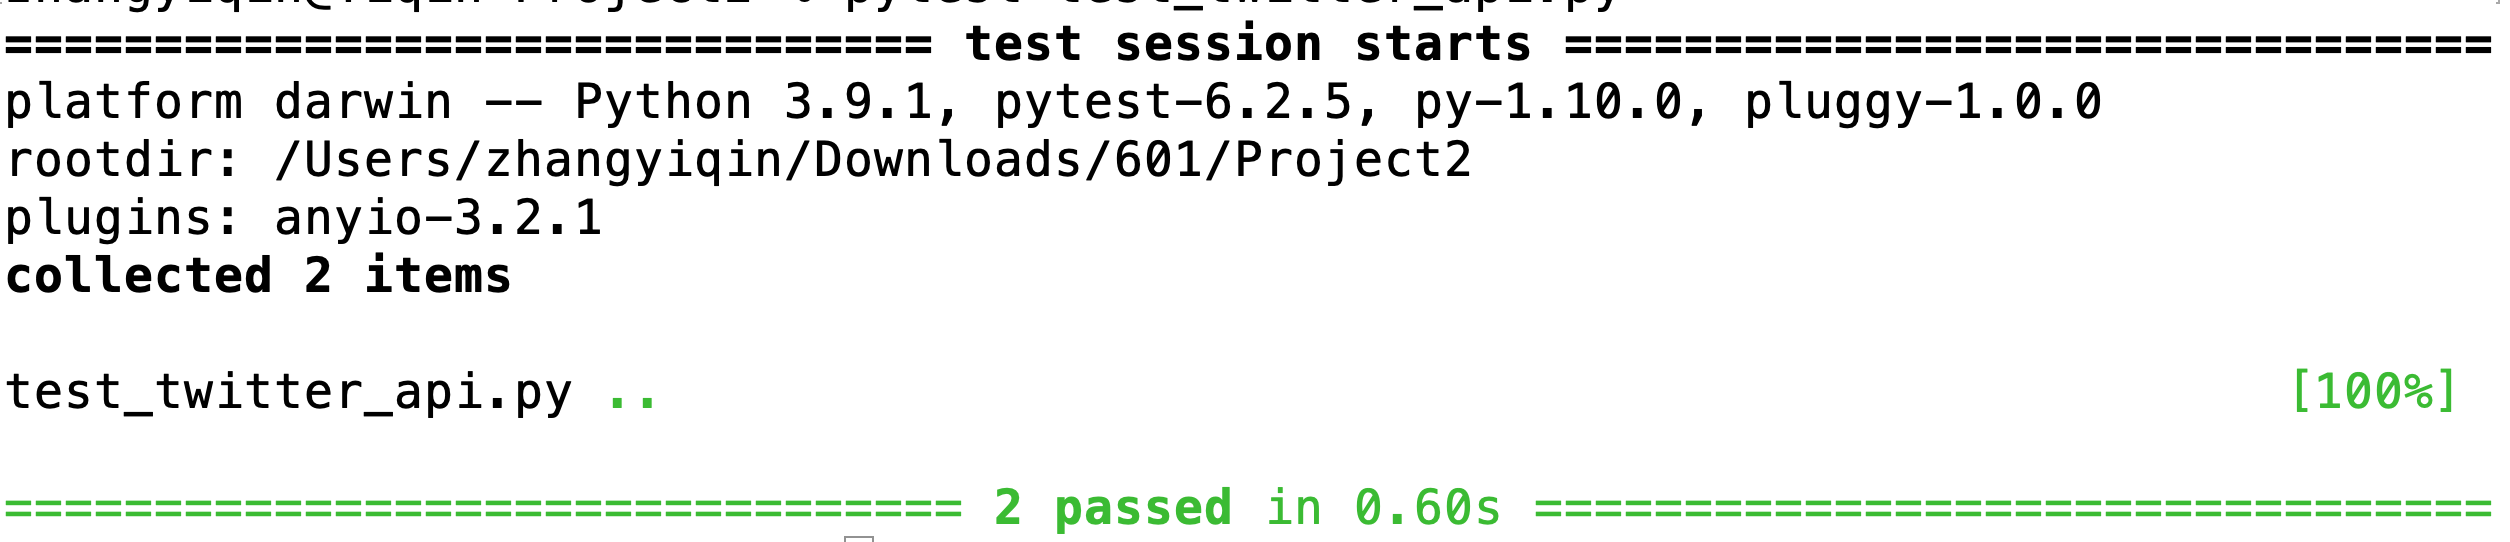 =============================== test session starts ===============================
platform darwin -- Python 3.9.1, pytest-6.2.5, py-1.10.0, pluggy-1.0.0
rootdir: /Users/zhangyiqin/Downloads/601/Project2
plugins: anyio-3.2.1
collected 2 items
test_twitter_api.py .. [100%]
================================ 2 passed in 0.60s ================================